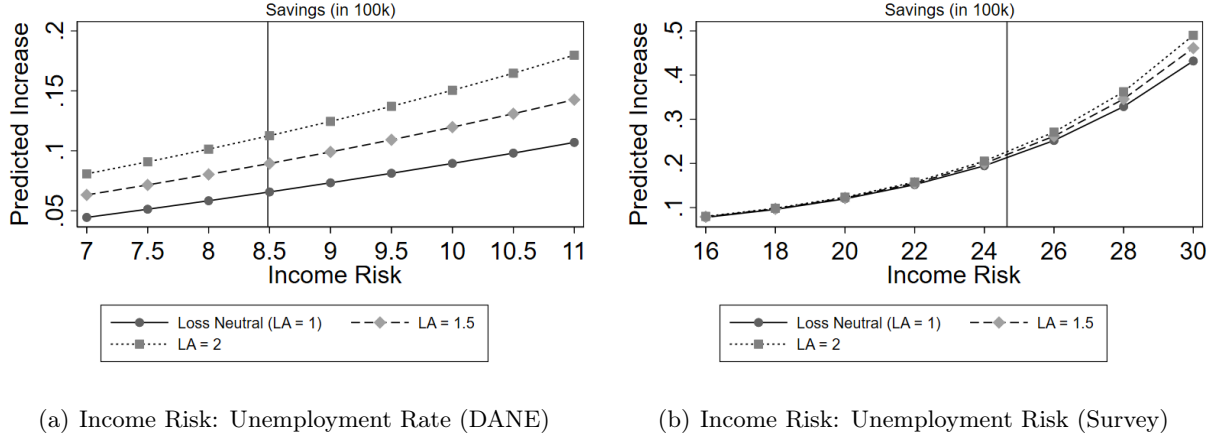 Savings (in 100k)
Predicted Increase
.2
.15
.1
.05
7 7.5 8 8.5 9 9.5 10 10.5 11
Income Risk
Loss Neutral (LA = 1) LA = 1.5
LA = 2
(a) Income Risk: Unemployment Rate (DANE)
Savings (in 100k)
Predicted Increase
.5
.4
.3
.2
.1
16 18 20 22 24 26 28 30
Income Risk
Loss Neutral (LA = 1) LA = 1.5
LA = 2
(b) Income Risk: Unemployment Risk (Survey)